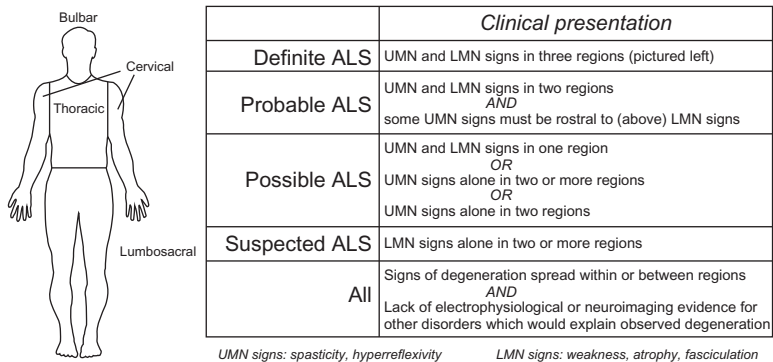 Bulbar
Cervical
Thoracic
Lumbosacral
Clinical presentation
Definite ALS
UMN and LMN signs in three regions (pictured left)
Probable ALS
UMN and LMN signs in two regions
AND
some UMN signs must be rostral to (above) LMN signs
Possible ALS
UMN and LMN signs in one region
OR
UMN signs alone in two or more regions
OR
UMN signs alone in two regions
Suspected ALS
LMN signs alone in two or more regions
All
Signs of degeneration spread within or between regions
AND
Lack of electrophysiological or neuroimaging evidence for
other disorders which would explain observed degeneration
UMN signs: spasticity, hyperreflexivity
LMN signs: weakness, atrophy, fasciculation